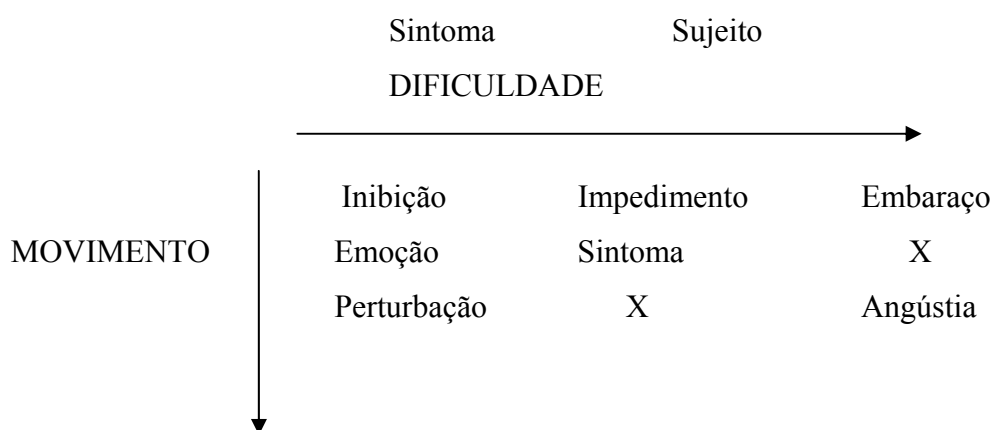 Sintoma Sujeito
DIFICULDADE
Inibição Impedimento Embaraço
MOVIMENTO Emoção Sintoma X
Perturbação X Angústia